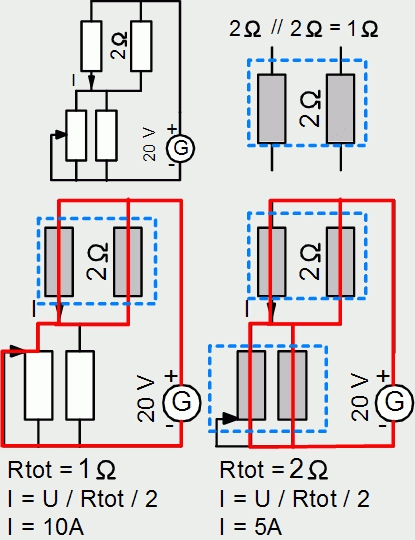 2Ω
I
20 V
+
G
-
2Ω // 2Ω = 1Ω
2Ω
2Ω
I
20 V
+
G
-
Rtot = 1Ω
I = U / Rtot / 2
I = 10A
2Ω
I
20 V
+
G
-
Rtot = 2Ω
I = U / Rtot / 2
I = 5A